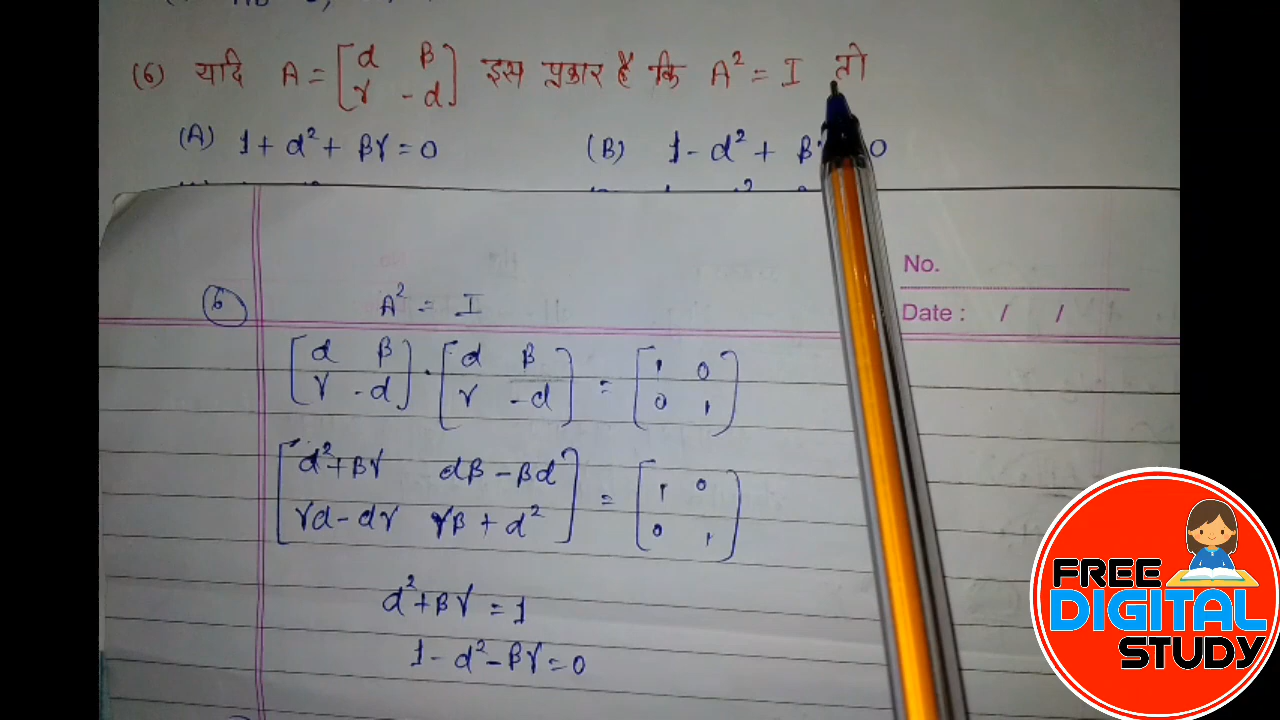 (6) यदि A = [α β γ -α] इस प्रकार है कि A² = I तो
(A) 1 + α² + βγ = 0 (B) 1 - α² + β 0
No.
Date : / /
6 A² = I
[α β γ -α] . [α β γ -α] = [1 0 0 1]
[α²+βγ αβ - βα γα - αγ γβ + α²] = [1 0 0 1]
α²+βγ = 1
1 - α² - βγ = 0
FREE
DIGITAL
STUDY